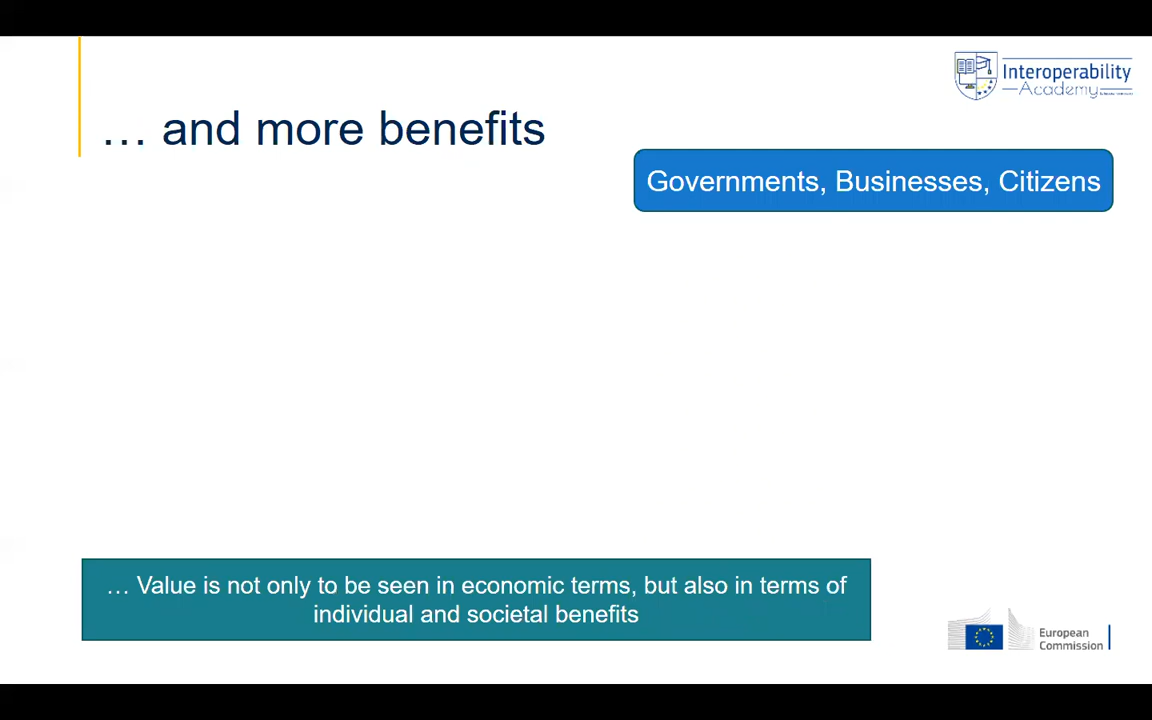 Interoperability
Academy
… and more benefits
Governments, Businesses, Citizens
… Value is not only to be seen in economic terms, but also in terms of
individual and societal benefits
European
Commission